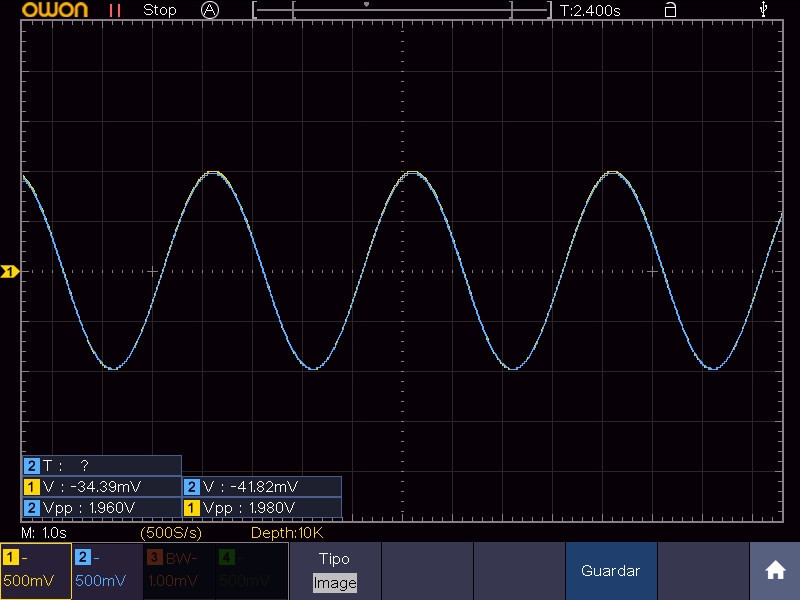 OWON Stop A T:2.400s
1
2 T : ?
1 V : -34.39mV 2 V : -41.82mV
2 Vpp : 1.960V 1 Vpp : 1.980V
M: 1.0s (500S/s) Depth:10K
1 - 2 - 3 BW- 4 - Tipo
500mV 500mV 1.00mV 500mV Image Guardar